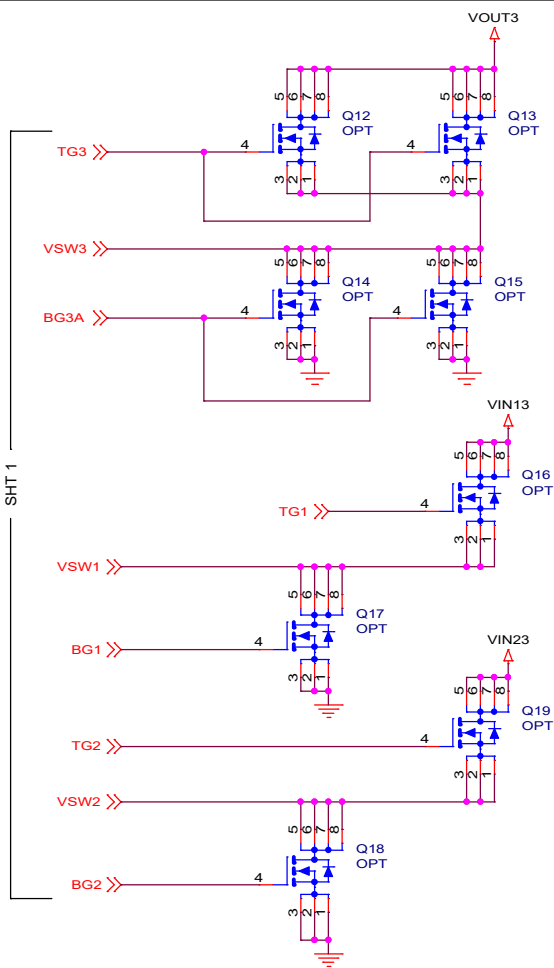 VOUT3
5 6 7 8
5 6 7 8
Q12
OPT
Q13
OPT
TG3
4
4
3 2 1
3 2 1
VSW3
5 6 7 8
5 6 7 8
Q14
OPT
Q15
OPT
BG3A
4
4
3 2 1
3 2 1
VIN13
5 6 7 8
Q16
OPT
SHT 1
TG1
4
3 2 1
VSW1
5 6 7 8
Q17
OPT
BG1
4
VIN23
3 2 1
5 6 7 8
Q19
OPT
TG2
4
3 2 1
VSW2
5 6 7 8
Q18
OPT
BG2
4
3 2 1